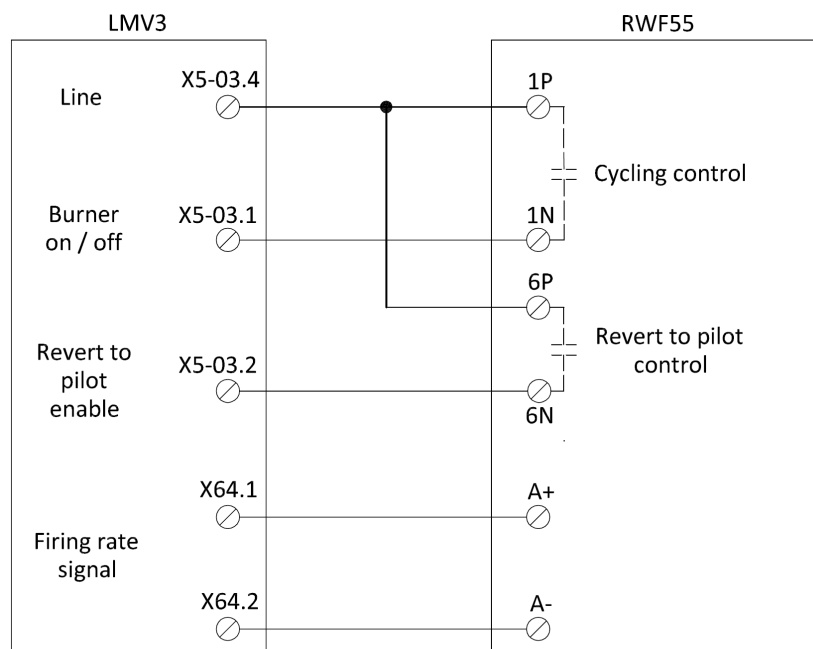 LMV3
RWF55
X5-03.4
1P
Line
Cycling control
Burner
on / off
X5-03.1
1N
6P
Revert to
pilot
enable
X5-03.2
Revert to pilot
control
6N
X64.1
A+
Firing rate
signal
X64.2
A-